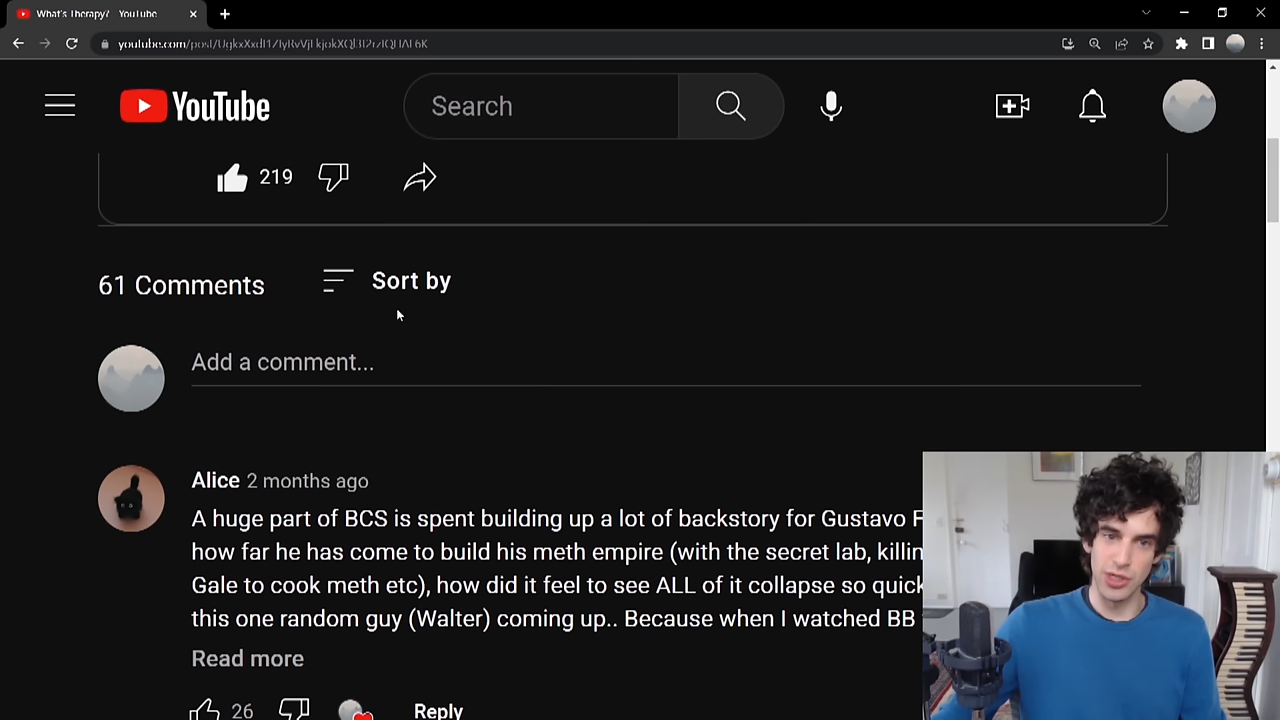 What's Therapy? - YouTube
YouTube
Search
219
61 Comments
Sort by
Add a comment...
Alice 2 months ago
A huge part of BCS is spent building up a lot of backstory for Gustavo F
how far he has come to build his meth empire (with the secret lab, killin
Gale to cook meth etc), how did it feel to see ALL of it collapse so quick
this one random guy (Walter) coming up.. Because when I watched BB
Read more
26
Reply